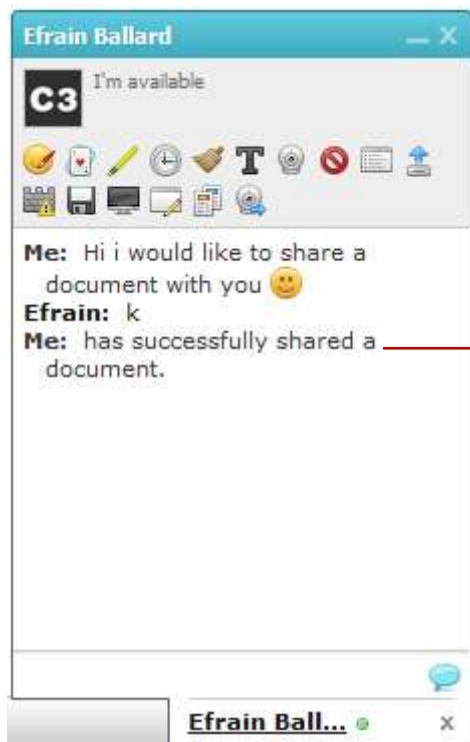 Efrain Ballard
C3
I'm available
T
Me: Hi i would like to share a
document with you
Efrain: k
Me: has successfully shared a
document.
Efrain Ball...
x